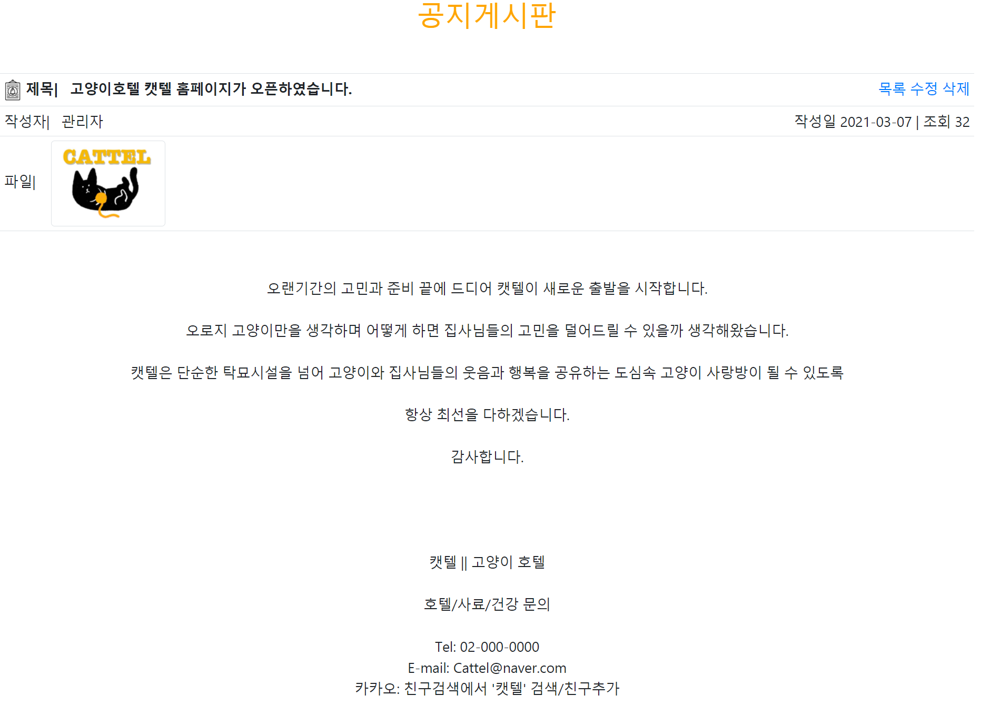 공지게시판
제목| 고양이호텔 캣텔 홈페이지가 오픈하였습니다. 목록 수정 삭제
작성자| 관리자 작성일 2021-03-07 | 조회 32
파일| CATTEL
오랜기간의 고민과 준비 끝에 드디어 캣텔이 새로운 출발을 시작합니다.
오로지 고양이만을 생각하며 어떻게 하면 집사님들의 고민을 덜어드릴 수 있을까 생각해왔습니다.
캣텔은 단순한 탁묘시설을 넘어 고양이와 집사님들의 웃음과 행복을 공유하는 도심속 고양이 사랑방이 될 수 있도록
항상 최선을 다하겠습니다.
감사합니다.
캣텔 || 고양이 호텔
호텔/사료/건강 문의
Tel: 02-000-0000
E-mail: Cattel@naver.com
카카오: 친구검색에서 '캣텔' 검색/친구추가